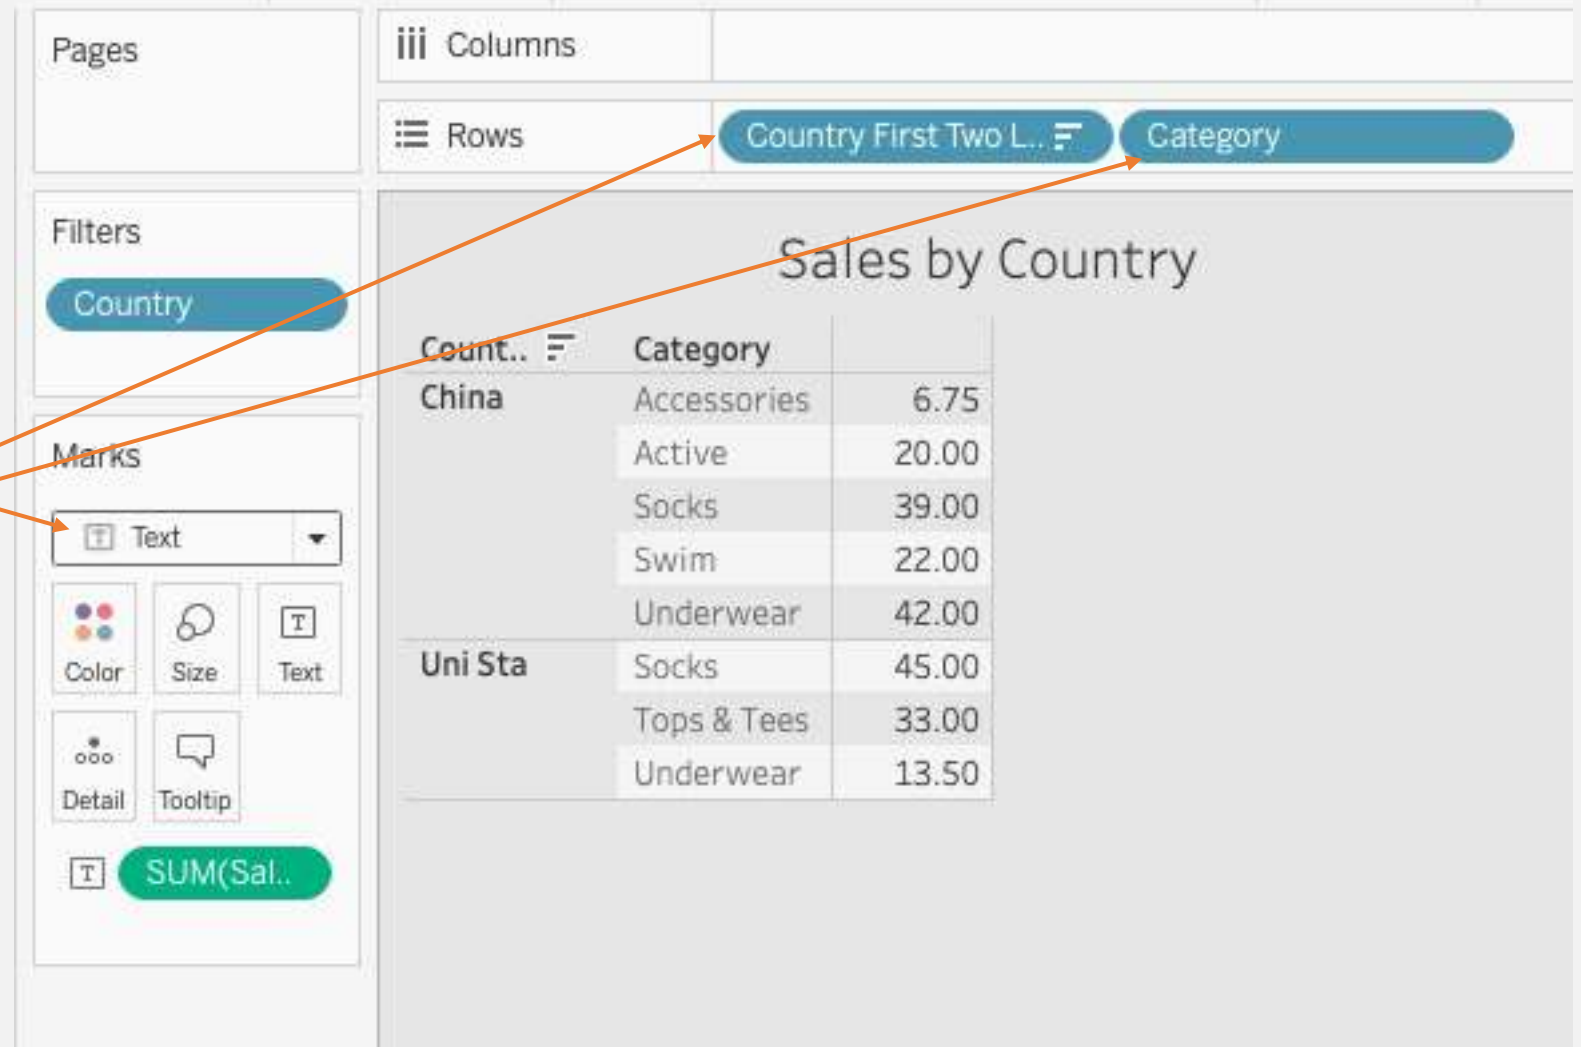 Pages
Columns
Rows
Country First Two L..
Category
Filters
Country
Marks
Text
Color Size Text
Detail Tooltip
SUM(Sal..
Sales by Country
Count.. Category
China Accessories 6.75
Active 20.00
Socks 39.00
Swim 22.00
Underwear 42.00
Uni Sta Socks 45.00
Tops & Tees 33.00
Underwear 13.50